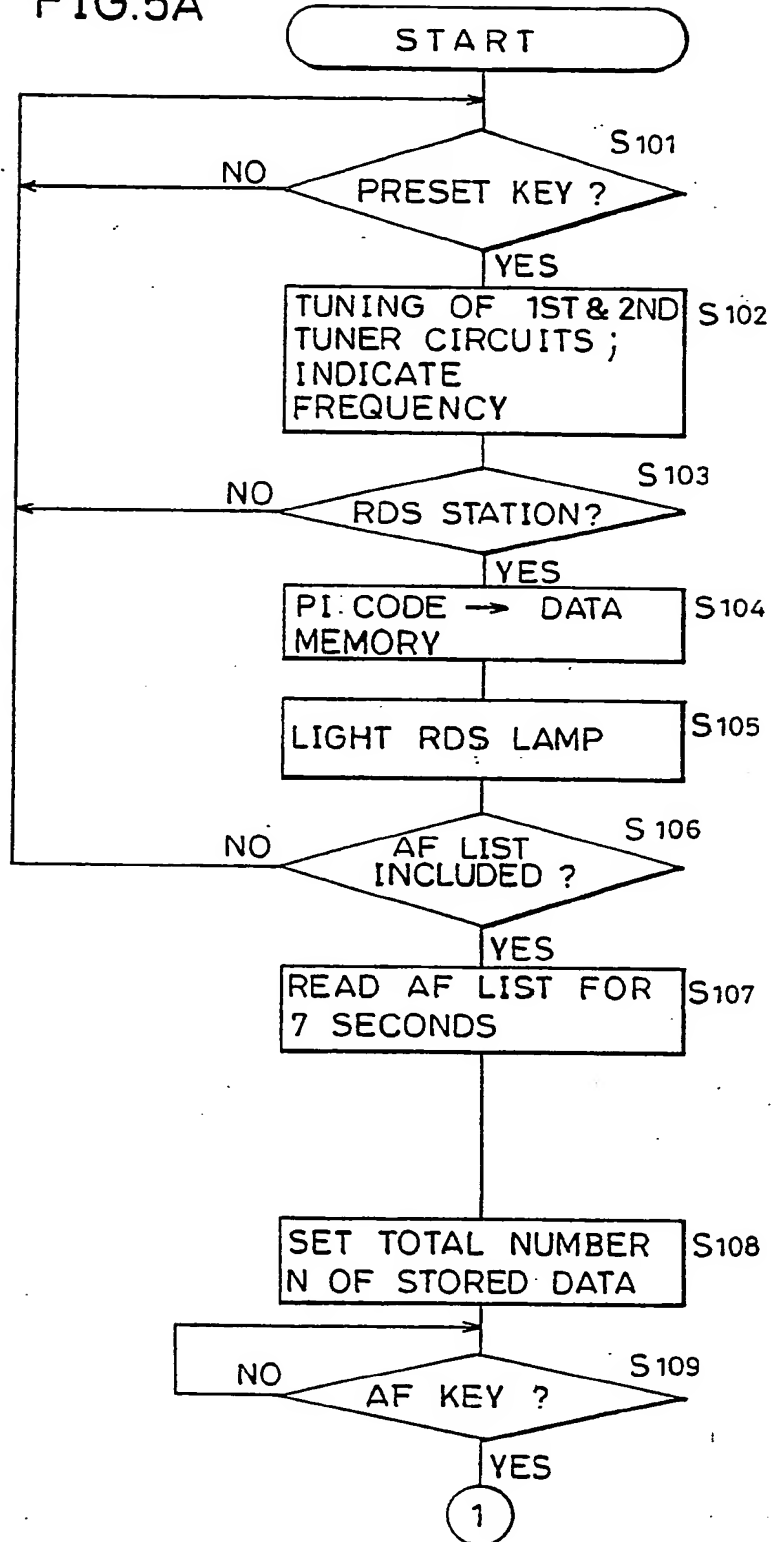 FIG.5A
START
S101
NO
PRESET KEY ?
YES
TUNING OF 1ST & 2ND
TUNER CIRCUITS ;
INDICATE
FREQUENCY
S102
S103
NO
RDS STATION?
YES
PI CODE → DATA
MEMORY
S104
LIGHT RDS LAMP
S105
S106
NO
AF LIST
INCLUDED ?
YES
READ AF LIST FOR
7 SECONDS
S107
SET TOTAL NUMBER
N OF STORED DATA
S108
S109
NO
AF KEY ?
YES
1